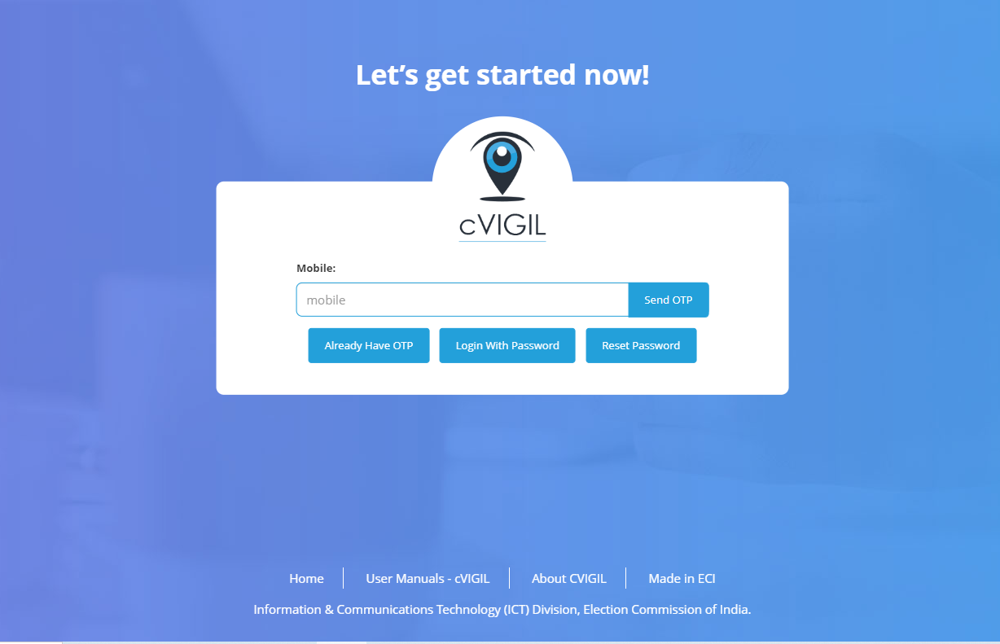 Let’s get started now!
cVIGIL
Mobile:
mobile
Send OTP
Already Have OTP
Login With Password
Reset Password
Home
User Manuals - cVIGIL
About CVIGIL
Made in ECI
Information & Communications Technology (ICT) Division, Election Commission of India.